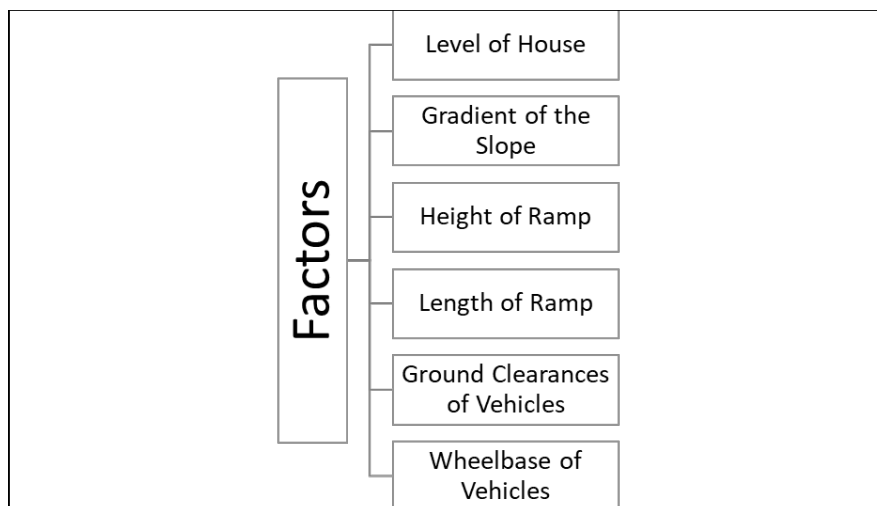 Factors
Level of House
Gradient of the
Slope
Height of Ramp
Length of Ramp
Ground Clearances
of Vehicles
Wheelbase of
Vehicles